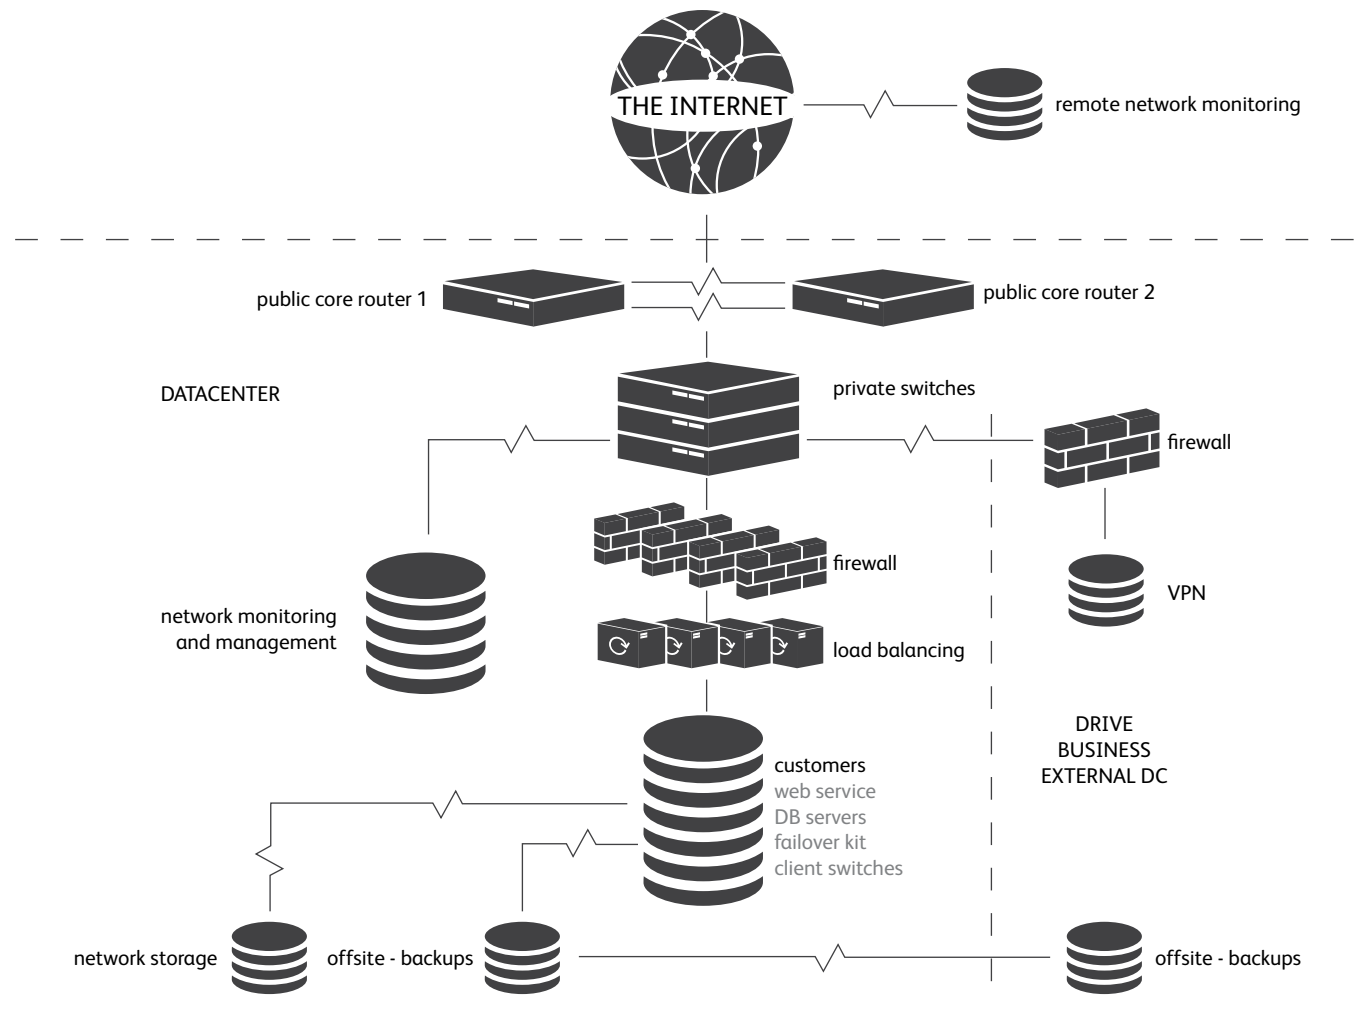 THE INTERNET
remote network monitoring
public core router 1
public core router 2
DATACENTER
private switches
firewall
firewall
VPN
network monitoring
and management
load balancing
DRIVE
BUSINESS
EXTERNAL DC
customers
web service
DB servers
failover kit
client switches
network storage
offsite - backups
offsite - backups